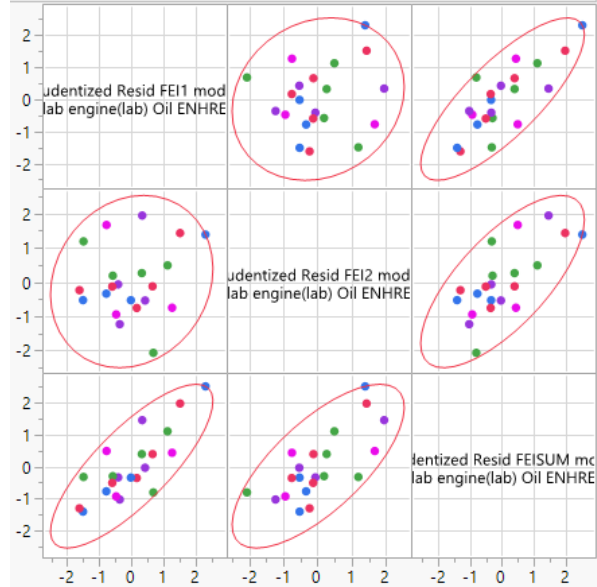 2
1
0
-1
-2
udentized Resid FEI1 mod
lab engine(lab) Oil ENHRE
2
1
0
-1
-2
udentized Resid FEI2 mod
lab engine(lab) Oil ENHRE
2
1
0
-1
-2
dentized Resid FEISUM mo
lab engine(lab) Oil ENHRE
-2 -1 0 1 2 -2 -1 0 1 2 -2 -1 0 1 2